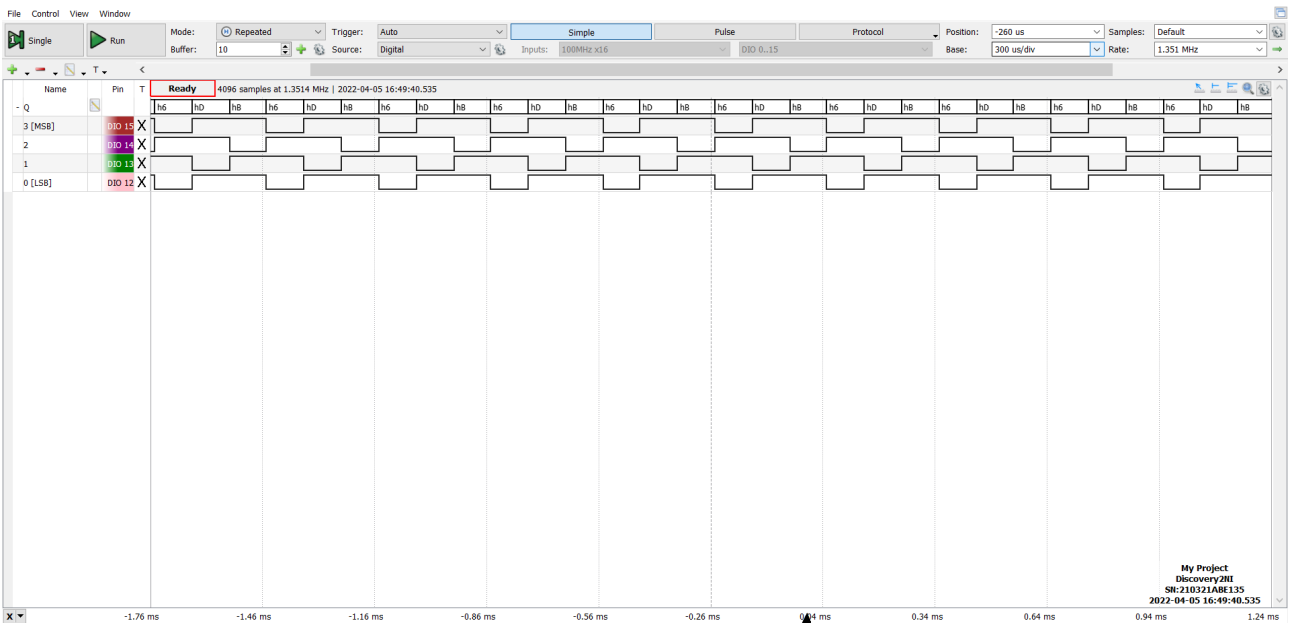 File Control View Window
Single Run Mode: Repeated Trigger: Auto Simple Pulse Protocol Position: -260 us Samples: Default
Buffer: 10 Source: Digital Inputs: 100MHz x16 DIO 0..15 Base: 300 us/div Rate: 1.351 MHz
T
Name Pin T Ready 4096 samples at 1.3514 MHz | 2022-04-05 16:49:40.535
- Q h6 hD hB h6 hD hB h6 hD hB h6 hD hB h6 hD hB h6 hD hB h6 hD hB h6 hD hB h6 hD hB h6 hD hB
3 [MSB] DIO 15 X
2 DIO 14 X
1 DIO 13 X
0 [LSB] DIO 12 X
My Project
Discovery2NI
SN:210321ABE135
2022-04-05 16:49:40.535
X -1.76 ms -1.46 ms -1.16 ms -0.86 ms -0.56 ms -0.26 ms 0.04 ms 0.34 ms 0.64 ms 0.94 ms 1.24 ms